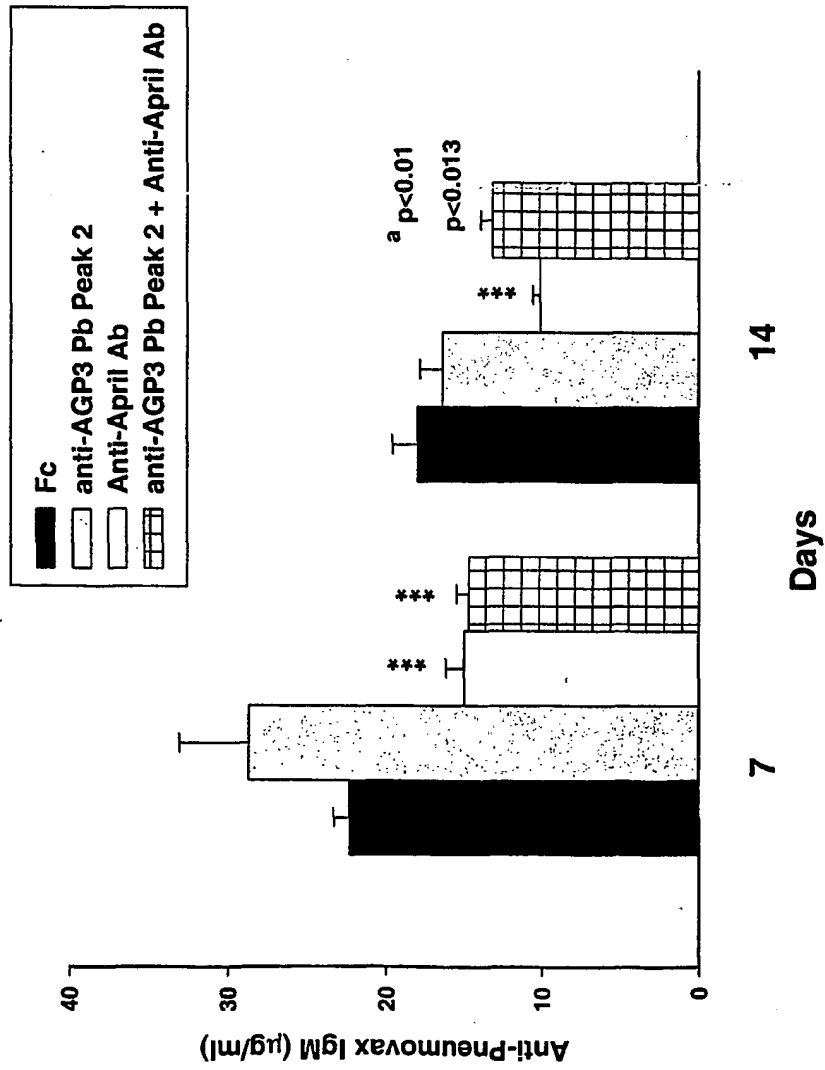 Fc
anti-AGP3 Pb Peak 2
Anti-April Ab
anti-AGP3 Pb Peak 2 + Anti-April Ab
Anti-Pneumovax IgM (µg/ml)
40
30
20
10
0
***
***
***
a p<0.01
p<0.013
7
14
Days